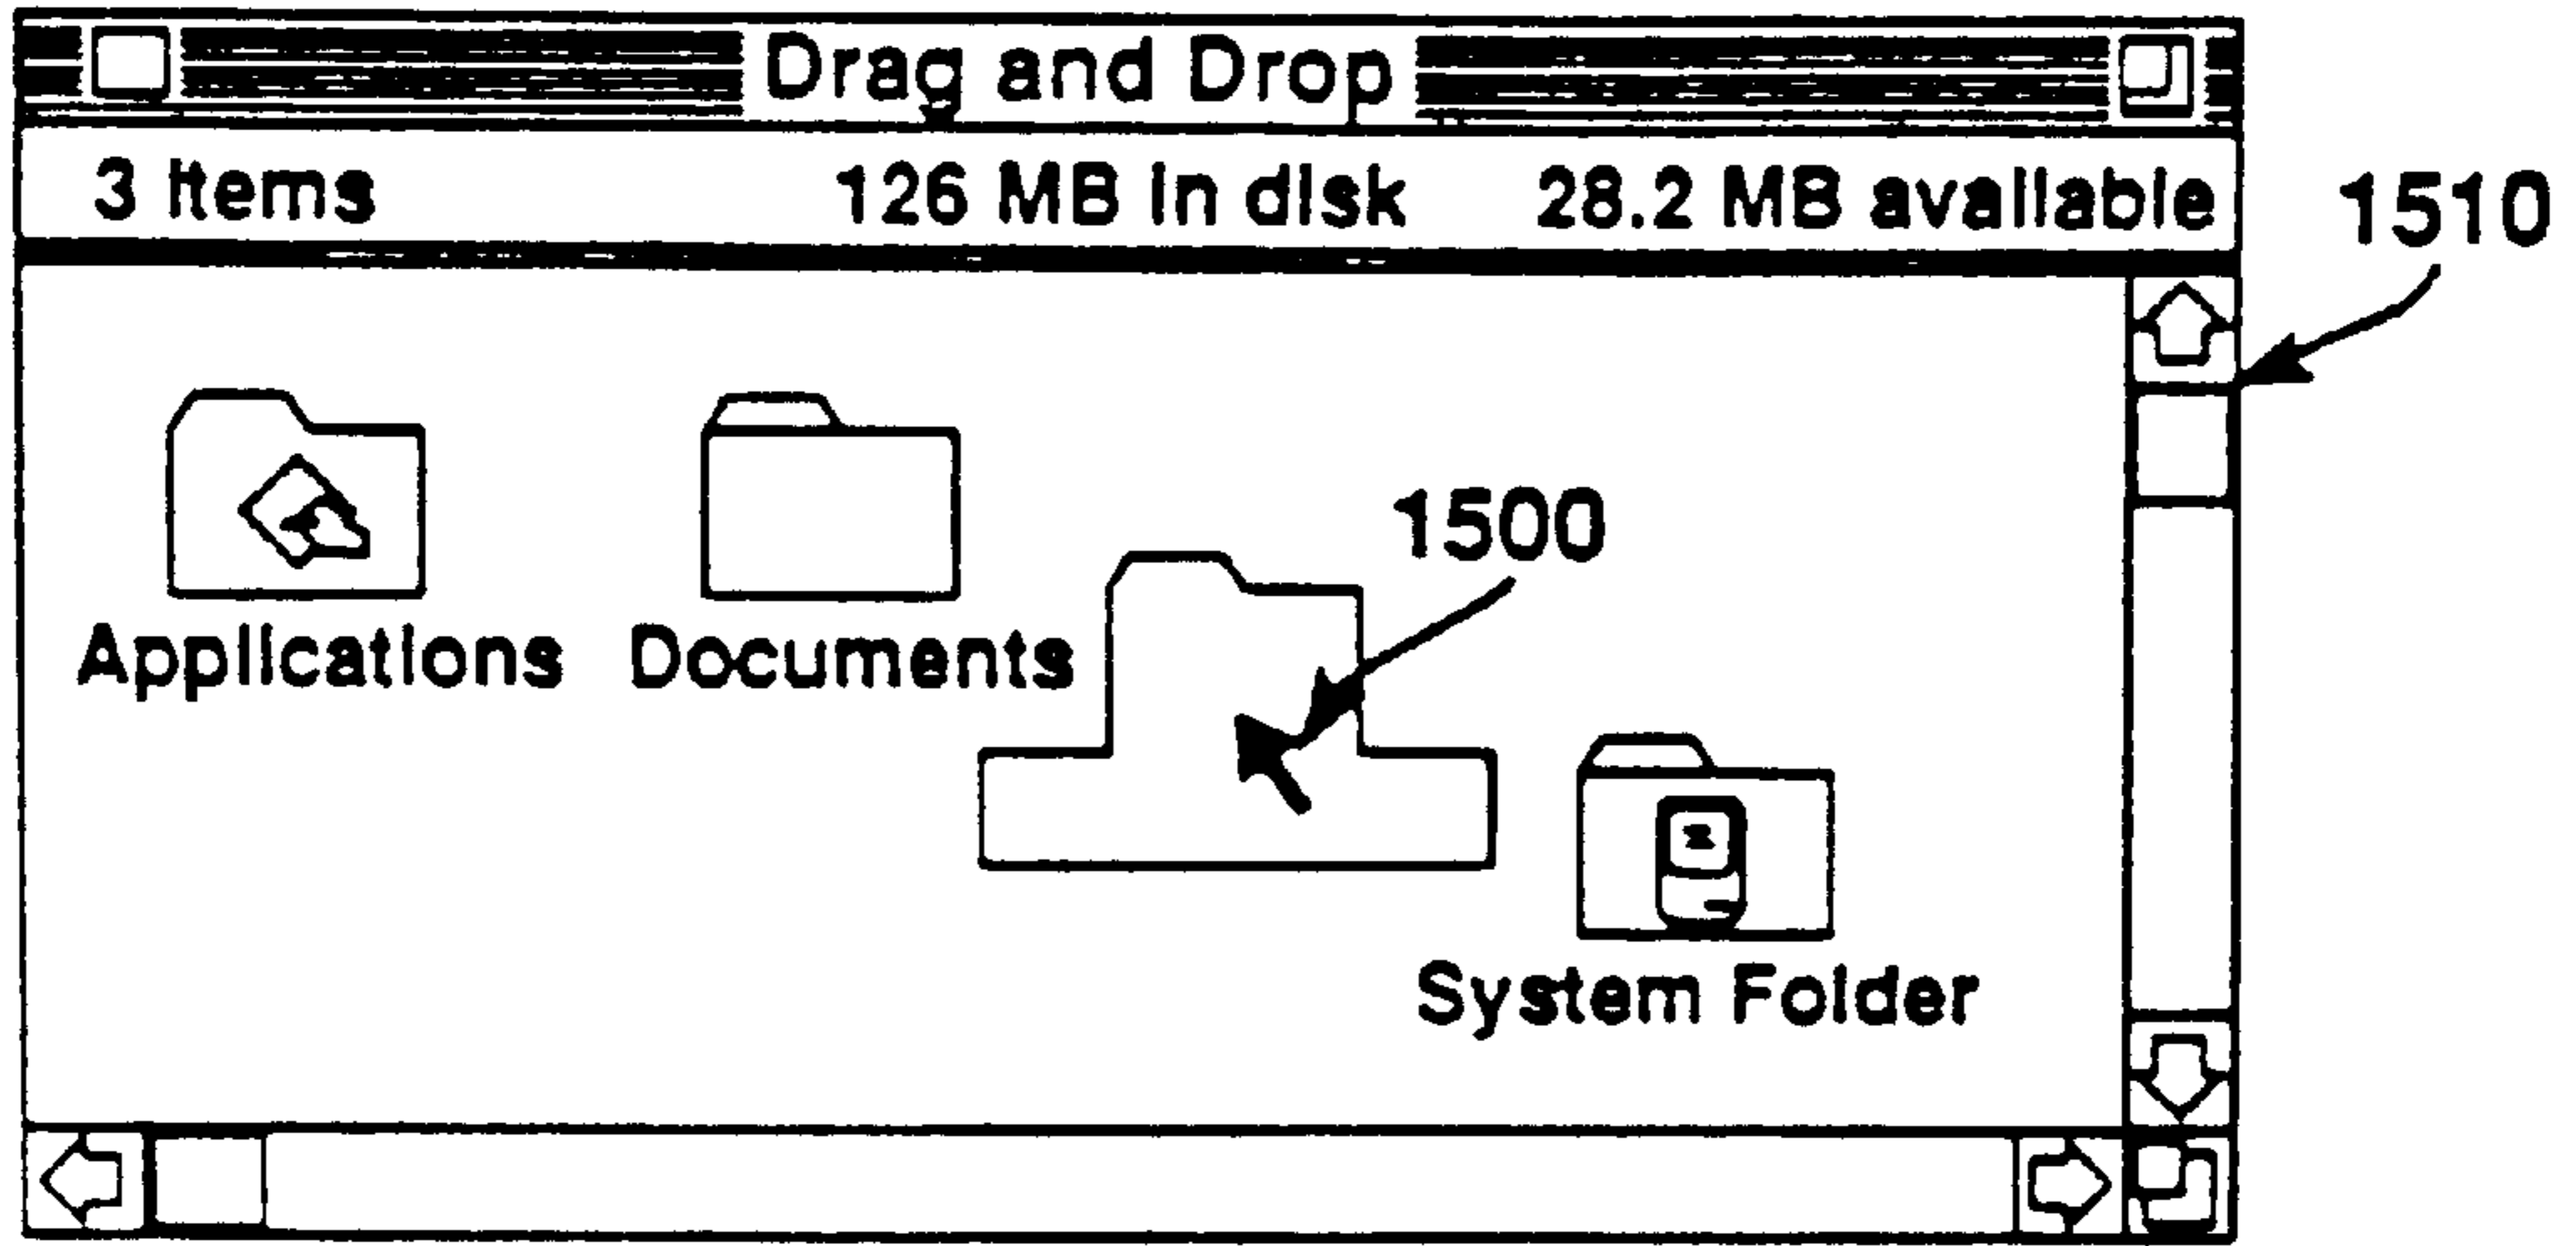 Drag and Drop
3 items 126 MB in disk 28.2 MB available
1510
1500
Applications Documents
System Folder